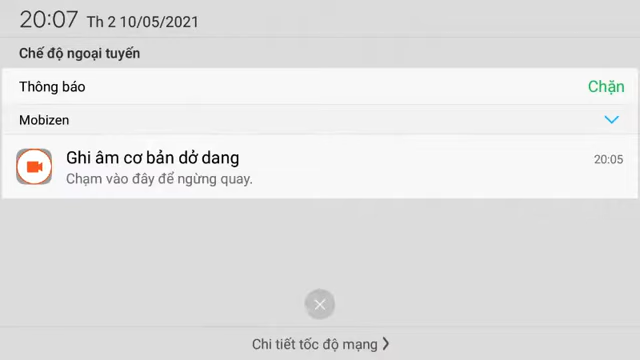 20:07 Th 2 10/05/2021
Chế độ ngoại tuyến
Thông báo Chặn
Mobizen
Ghi âm cơ bản dở dang 20:05
Chạm vào đây để ngừng quay.
Chi tiết tốc độ mạng